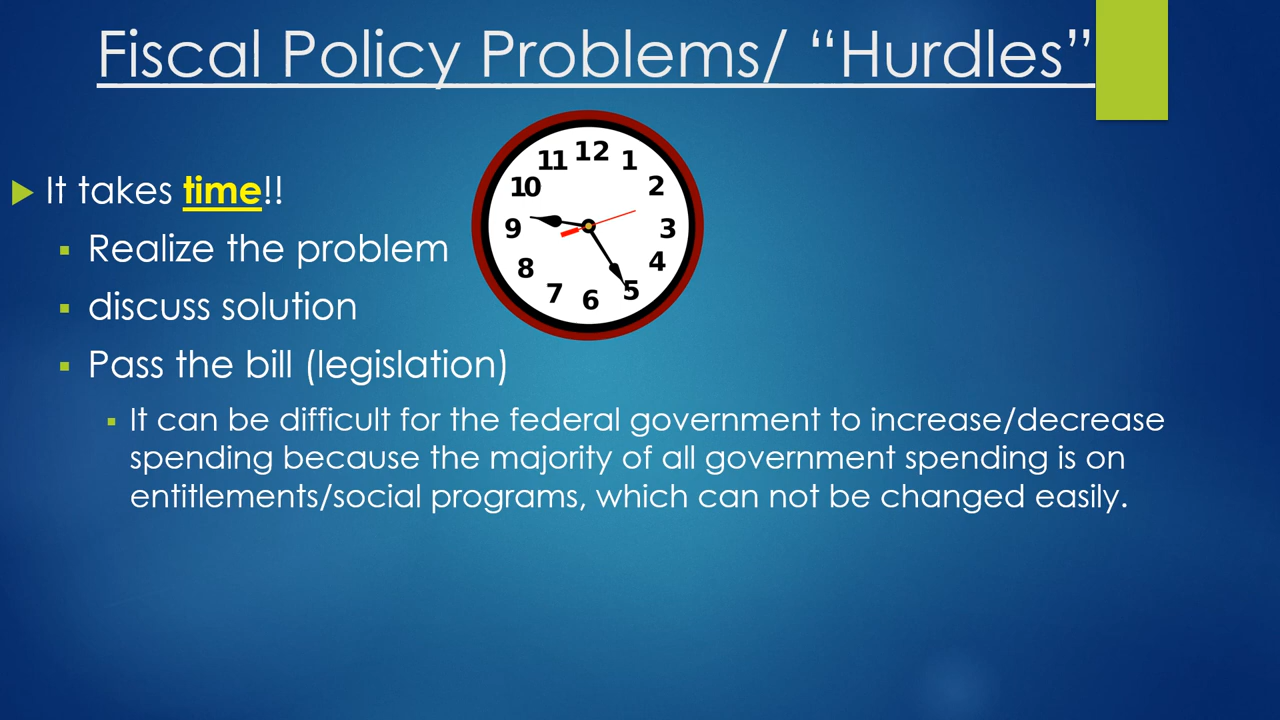 Fiscal Policy Problems/ “Hurdles”
It takes time!!
Realize the problem
discuss solution
Pass the bill (legislation)
It can be difficult for the federal government to increase/decrease
spending because the majority of all government spending is on
entitlements/social programs, which can not be changed easily.
12
1
2
3
4
5
6
7
8
9
10
11